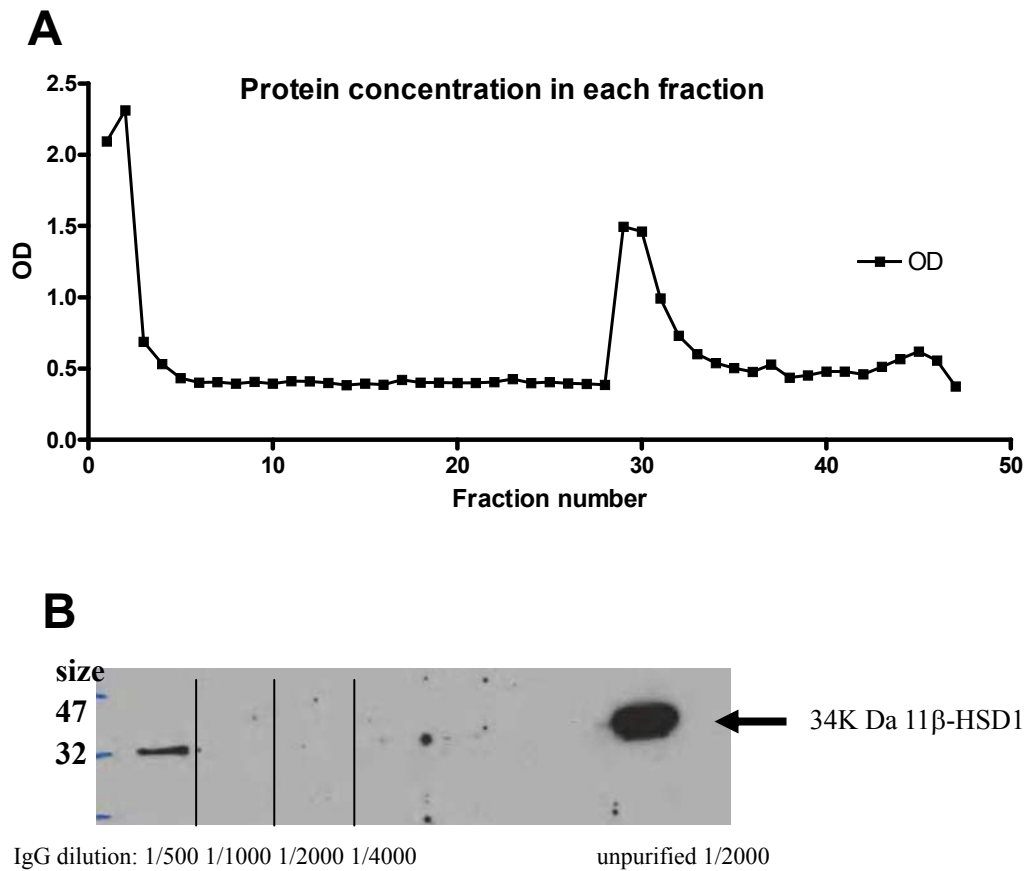 A
Protein concentration in each fraction
2.5
2.0
1.5
1.0
0.5
0.0
OD
OD
0 10 20 30 40 50
Fraction number
B
size
47
32
34K Da 11β-HSD1
IgG dilution: 1/500 1/1000 1/2000 1/4000 unpurified 1/2000